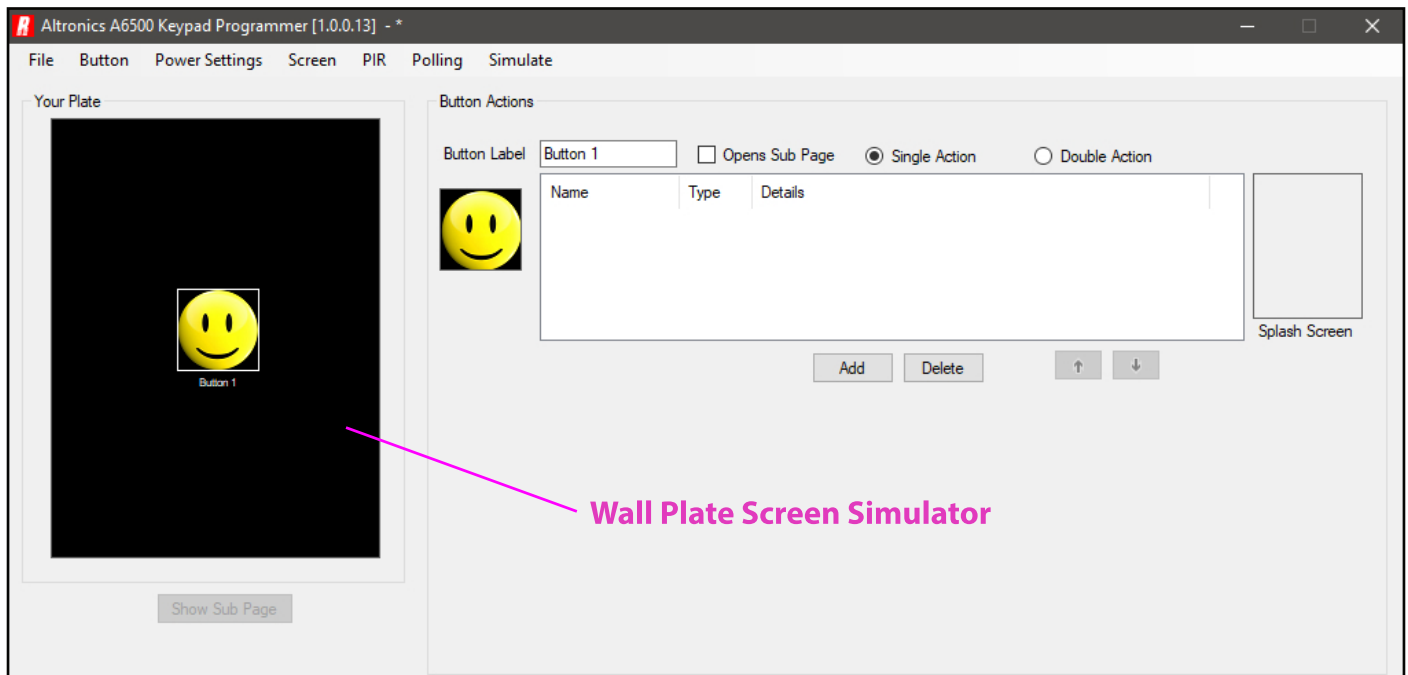 Altronics A6500 Keypad Programmer [1.0.0.13] - *
File Button Power Settings Screen PIR Polling Simulate
Your Plate
Button Actions
Button Label Button 1 Opens Sub Page Single Action Double Action
Name Type Details
Splash Screen
Add Delete
Button 1
Wall Plate Screen Simulator
Show Sub Page